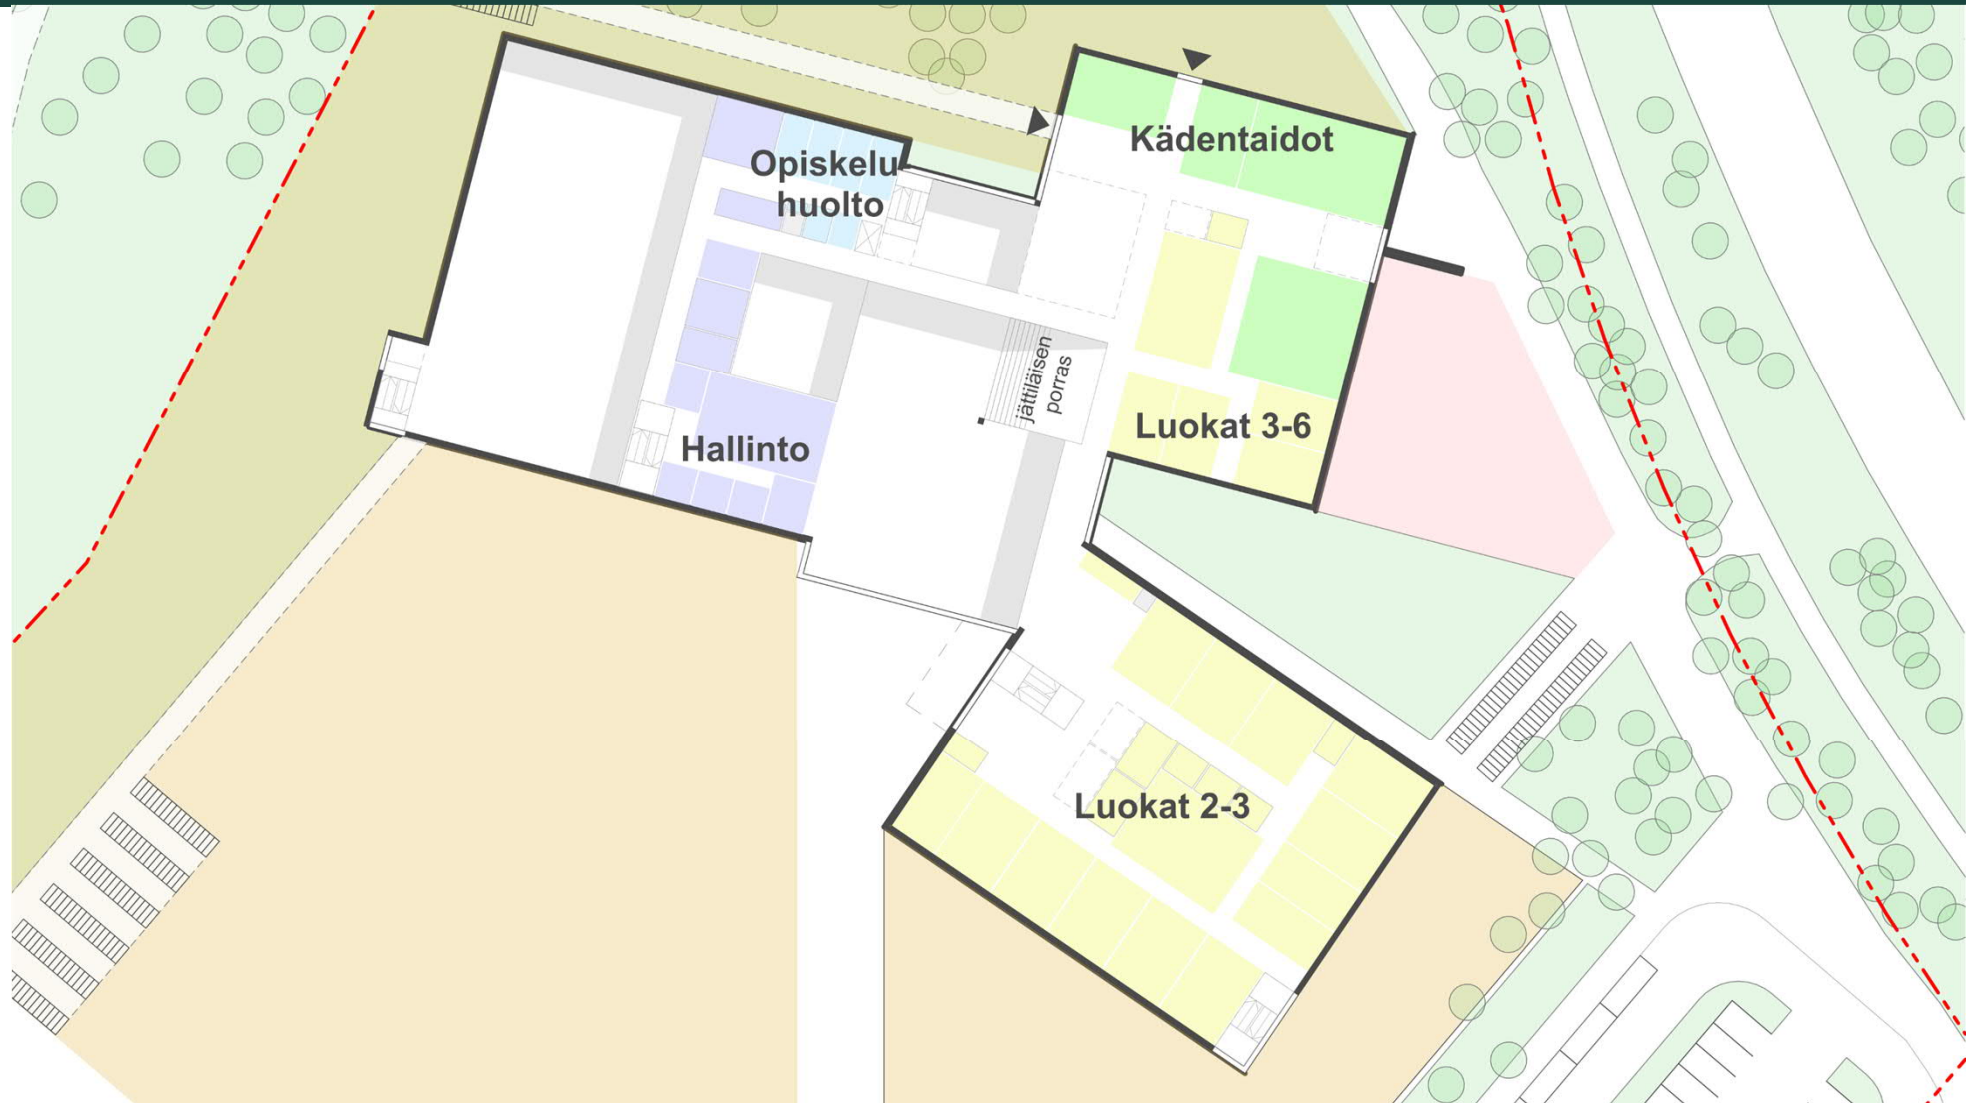 Kädentaidot
Opiskelu
huolto
jättiläisen
porras
Luokat 3-6
Hallinto
Luokat 2-3